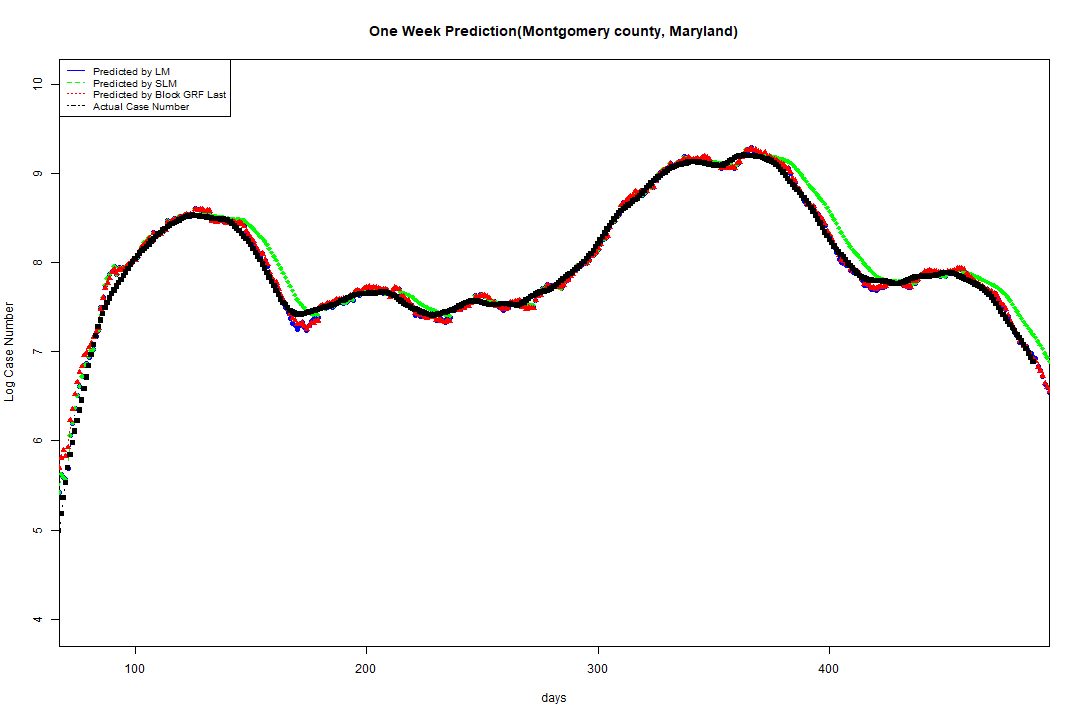 One Week Prediction(Montgomery county, Maryland)
Predicted by LM
Predicted by SLM
Predicted by Block GRF Last
Actual Case Number
10
9
8
7
6
5
4
Log Case Number
100
200
300
400
days